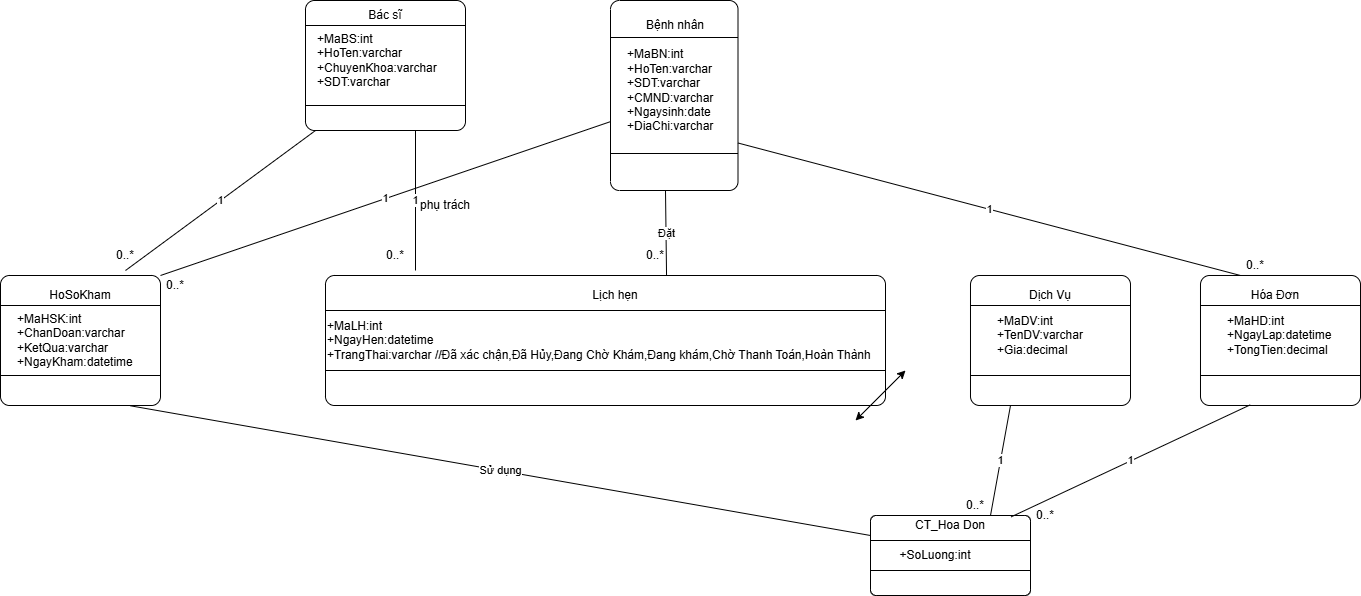 Bác sĩ
+MaBS:int
+HoTen:varchar
+ChuyenKhoa:varchar
+SDT:varchar
Bệnh nhân
+MaBN:int
+HoTen:varchar
+SDT:varchar
+CMND:varchar
+Ngaysinh:date
+DiaChi:varchar
1
1
1
phụ trách
1
Đặt
0..*
0..*
0..*
0..*
0..*
HoSoKham
+MaHSK:int
+ChanDoan:varchar
+KetQua:varchar
+NgayKham:datetime
Lịch hẹn
+MaLH:int
+NgayHen:datetime
+TrangThai:varchar //Đã xác chận,Đã Hủy,Đang Chờ Khám,Đang khám,Chờ Thanh Toán,Hoàn Thành
Dịch Vụ
+MaDV:int
+TenDV:varchar
+Gia:decimal
Hóa Đơn
+MaHD:int
+NgayLap:datetime
+TongTien:decimal
Sử dụng
1
1
0..*
0..*
CT_Hoa Don
+SoLuong:int